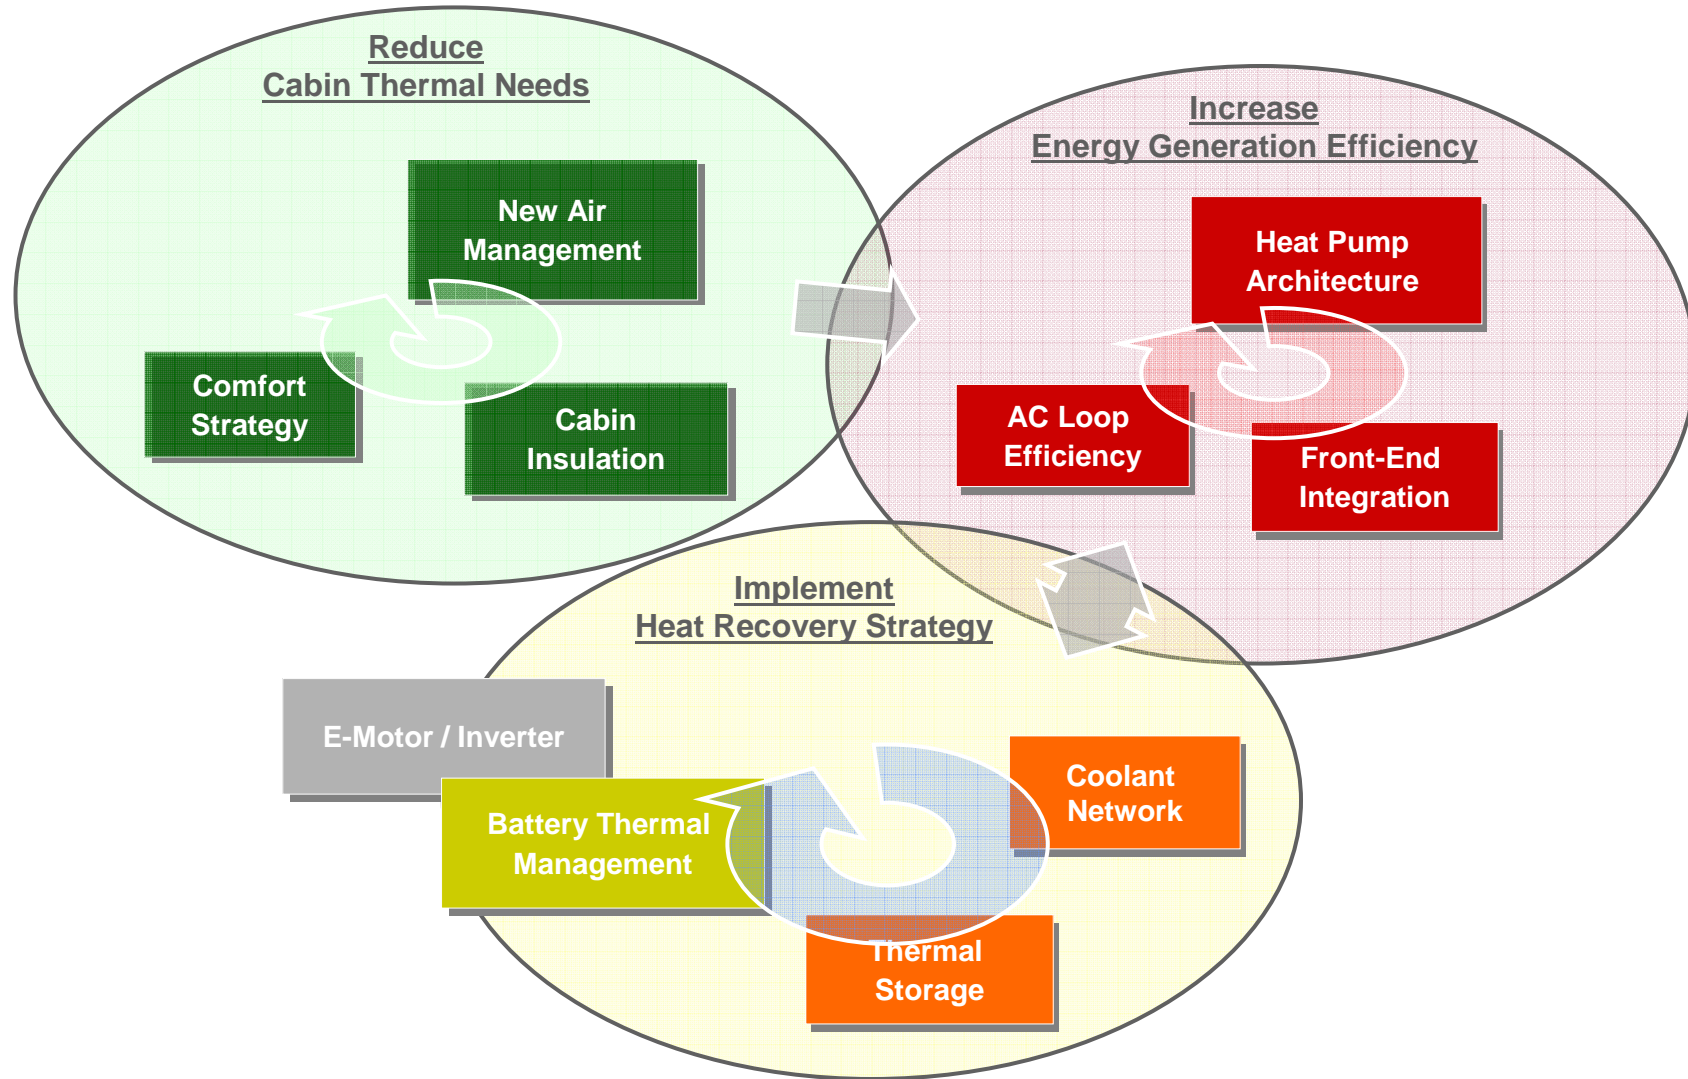 Reduce
Cabin Thermal Needs
New Air
Management
Comfort
Strategy
Cabin
Insulation
Increase
Energy Generation Efficiency
Heat Pump
Architecture
AC Loop
Efficiency
Front-End
Integration
Implement
Heat Recovery Strategy
E-Motor / Inverter
Battery Thermal
Management
Coolant
Network
Thermal
Storage